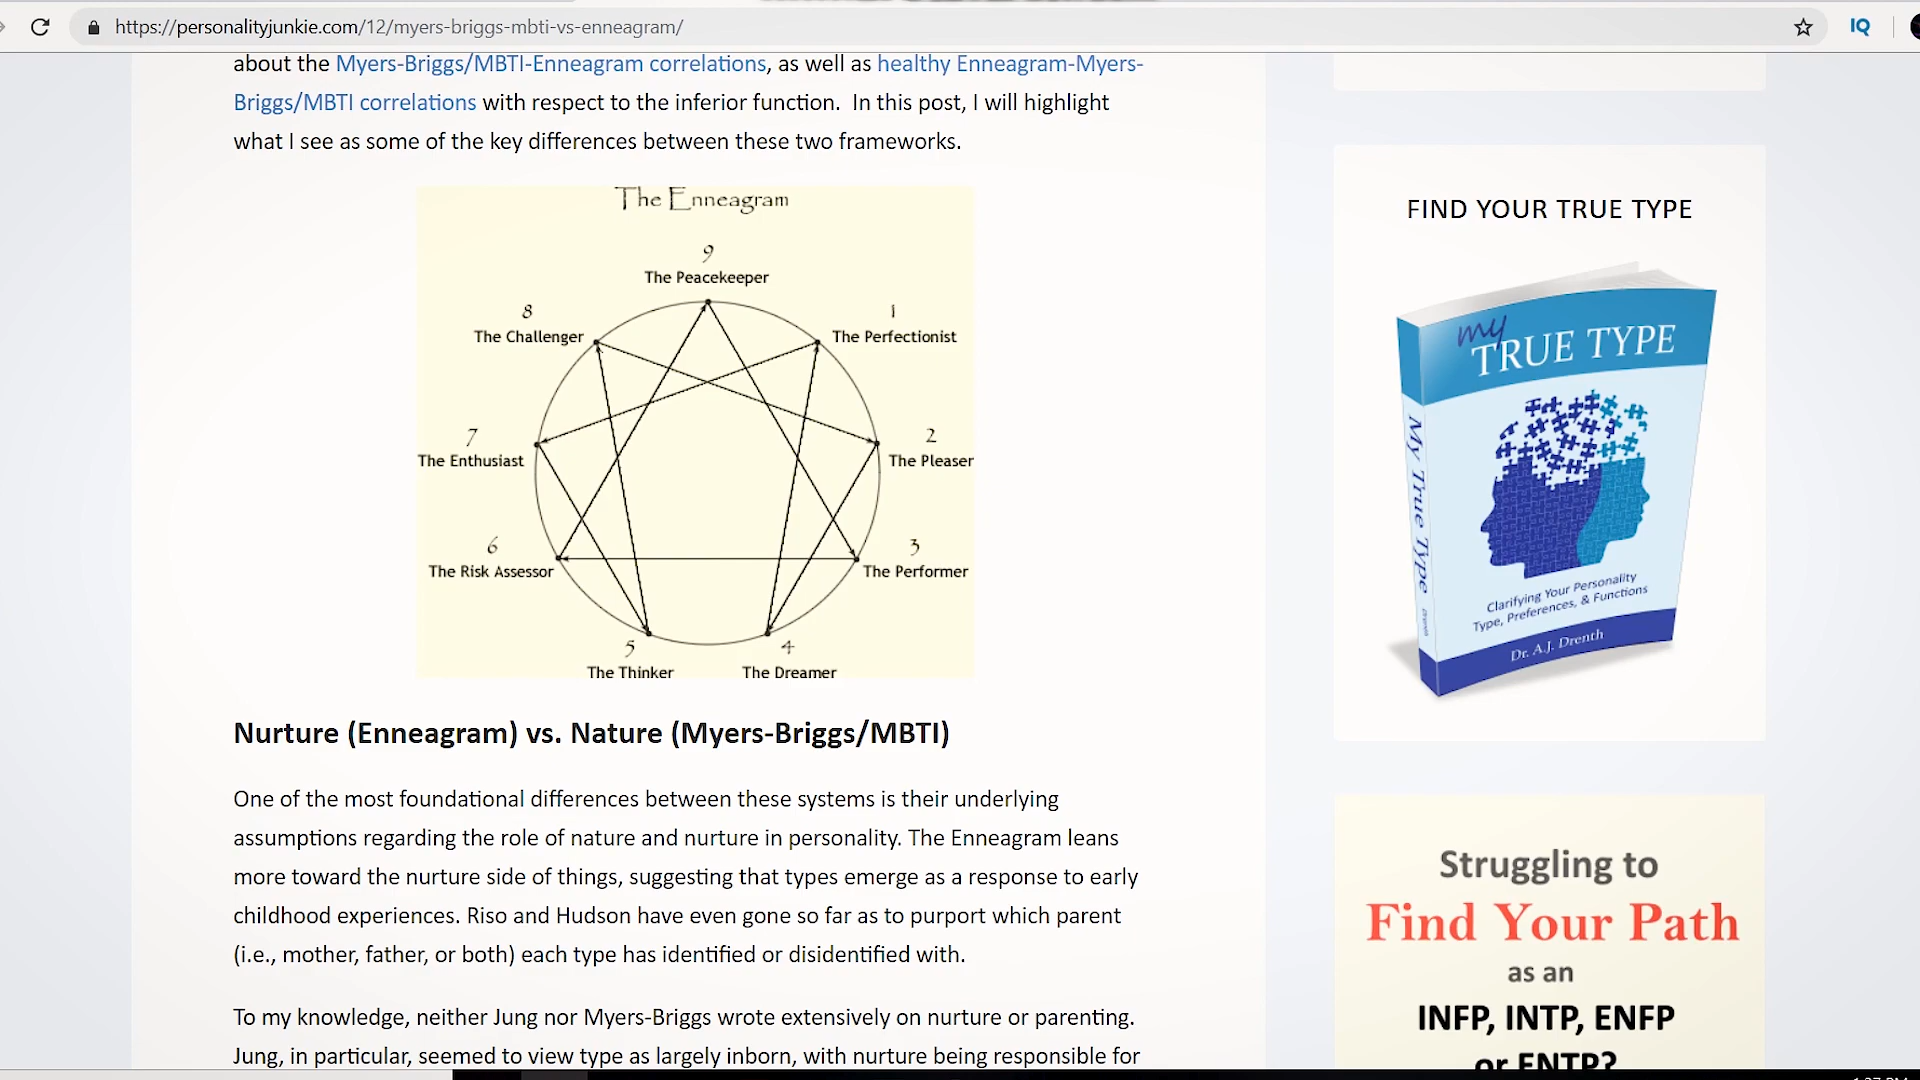 https://personalityjunkie.com/12/myers-briggs-mbti-vs-enneagram/
IQ
about the Myers-Briggs/MBTI-Enneagram correlations, as well as healthy Enneagram-Myers-
Briggs/MBTI correlations with respect to the inferior function.  In this post, I will highlight
what I see as some of the key differences between these two frameworks.
The Enneagram
9
The Peacekeeper
8
The Challenger
1
The Perfectionist
7
The Enthusiast
2
The Pleaser
6
The Risk Assessor
3
The Performer
5
The Thinker
4
The Dreamer
Nurture (Enneagram) vs. Nature (Myers-Briggs/MBTI)
One of the most foundational differences between these systems is their underlying
assumptions regarding the role of nature and nurture in personality. The Enneagram leans
more toward the nurture side of things, suggesting that types emerge as a response to early
childhood experiences. Riso and Hudson have even gone so far as to purport which parent
(i.e., mother, father, or both) each type has identified or disidentified with.
To my knowledge, neither Jung nor Myers-Briggs wrote extensively on nurture or parenting.
Jung, in particular, seemed to view type as largely inborn, with nurture being responsible for
FIND YOUR TRUE TYPE
my
TRUE TYPE
My True Type
Drenth
Clarifying Your Personality
Type, Preferences, & Functions
Dr. A.J. Drenth
Struggling to
Find Your Path
as an
INFP, INTP, ENFP
or ENTP?